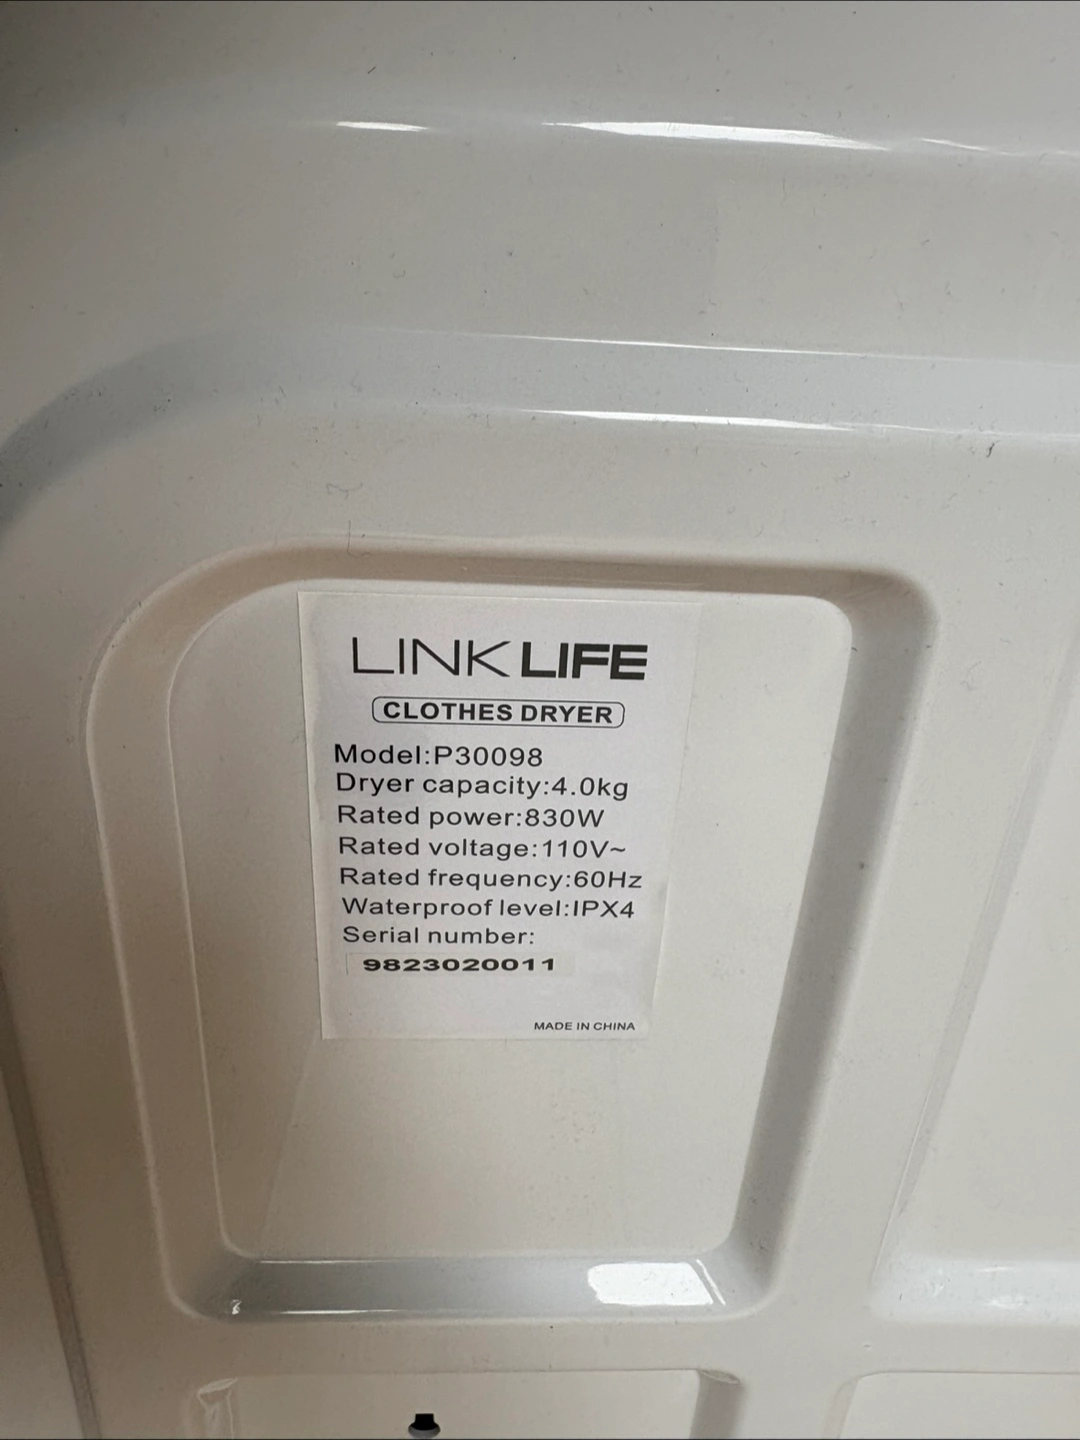 LINK LIFE
CLOTHES DRYER
Model:P30098
Dryer capacity:4.0kg
Rated power:830W
Rated voltage:110V~
Rated frequency:60Hz
Waterproof level:IPX4
Serial number:
9823020011
MADE IN CHINA